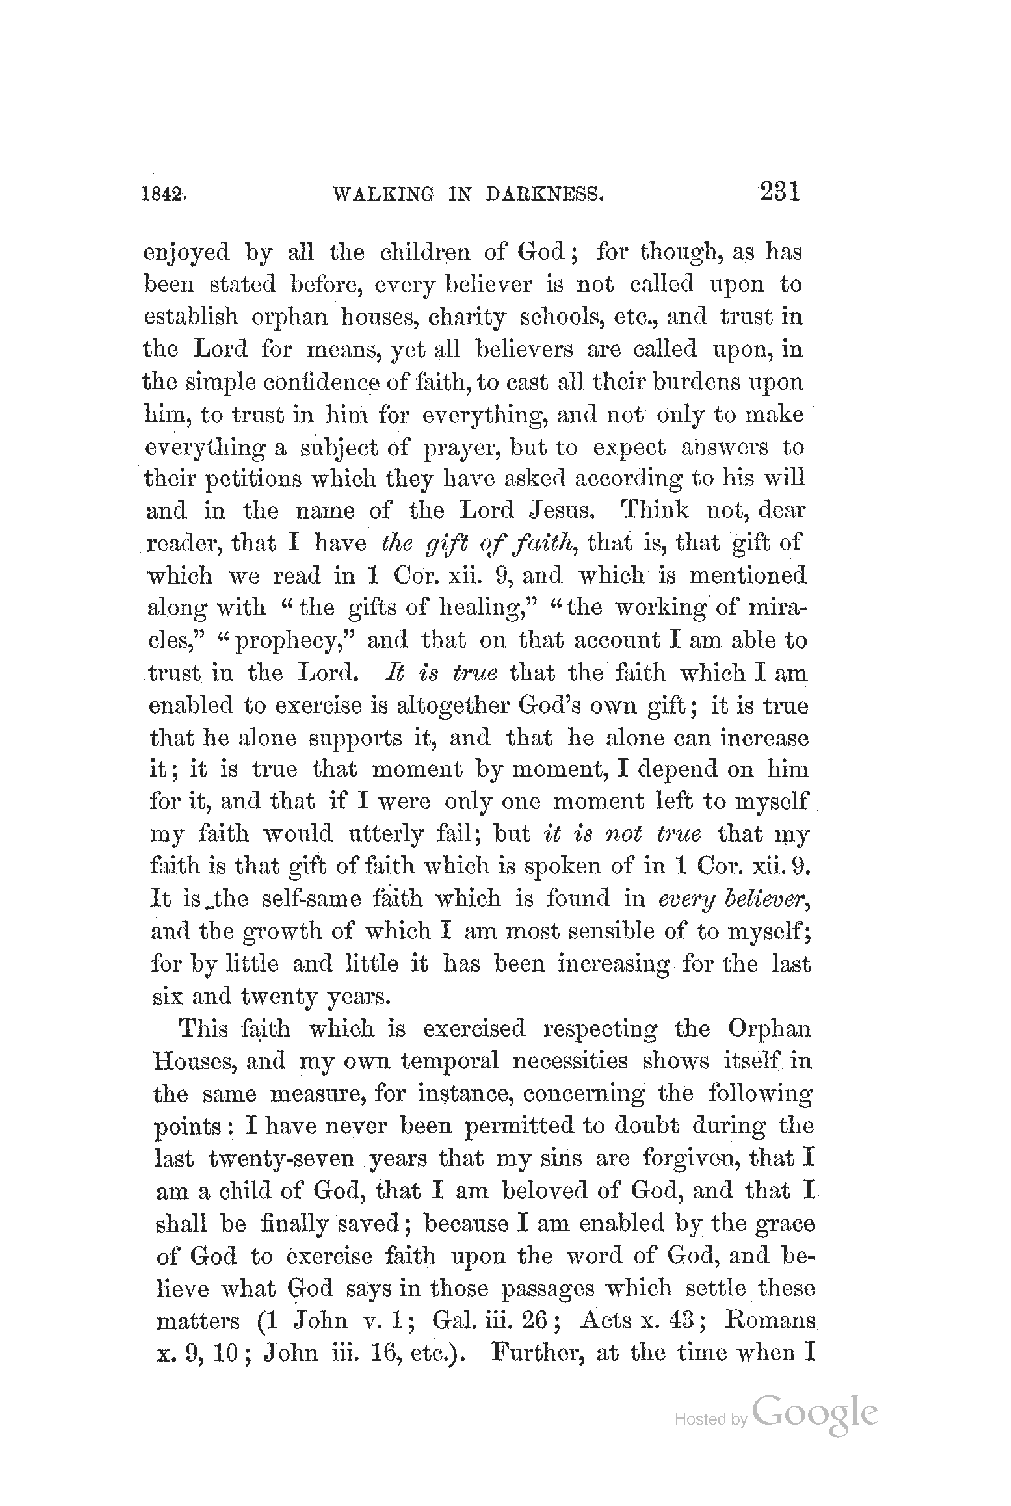 1842. WALKING IN DARKNESS. 231
enjoyed by all the children of God; for though, as has
been stated before, every believer is not called upon to
establish orphan houses, charity schools, etc., and trust in
the Lord for means, yet all believers are called upon, in
the simple confidence of faith, to cast all their burdens upon
him, to trust in him for everything, and not only to make
everything a subject of prayer, but to expect answers to
their petitions which they have asked according to his will
and in the name of the Lord Jesus. Think not, dear
reader, that I have the gift of faith, that is, that gift of
which we read in 1 Cor. xii. 9, and which is mentioned
along with “the gifts of healing,” “the working of mira-
cles,” “prophecy,” and that on that account I am able to
trust in the Lord. It is true that the faith which I am
enabled to exercise is altogether God’s own gift; it is true
that he alone supports it, and that he alone can increase
it; it is true that moment by moment, I depend on him
for it, and that if I were only one moment left to myself
my faith would utterly fail; but it is not true that my
faith is that gift of faith which is spoken of in 1 Cor. xii. 9.
It is the self-same faith which is found in every believer,
and the growth of which I am most sensible of to myself;
for by little and little it has been increasing for the last
six and twenty years.
This faith which is exercised respecting the Orphan
Houses, and my own temporal necessities shows itself in
the same measure, for instance, concerning the following
points: I have never been permitted to doubt during the
last twenty-seven years that my sins are forgiven, that I
am a child of God, that I am beloved of God, and that I
shall be finally saved; because I am enabled by the grace
of God to exercise faith upon the word of God, and be-
lieve what God says in those passages which settle these
matters (1 John v. 1; Gal. iii. 26; Acts x. 43; Romans
x. 9, 10; John iii. 16, etc.). Further, at the time when I
Hosted by Google